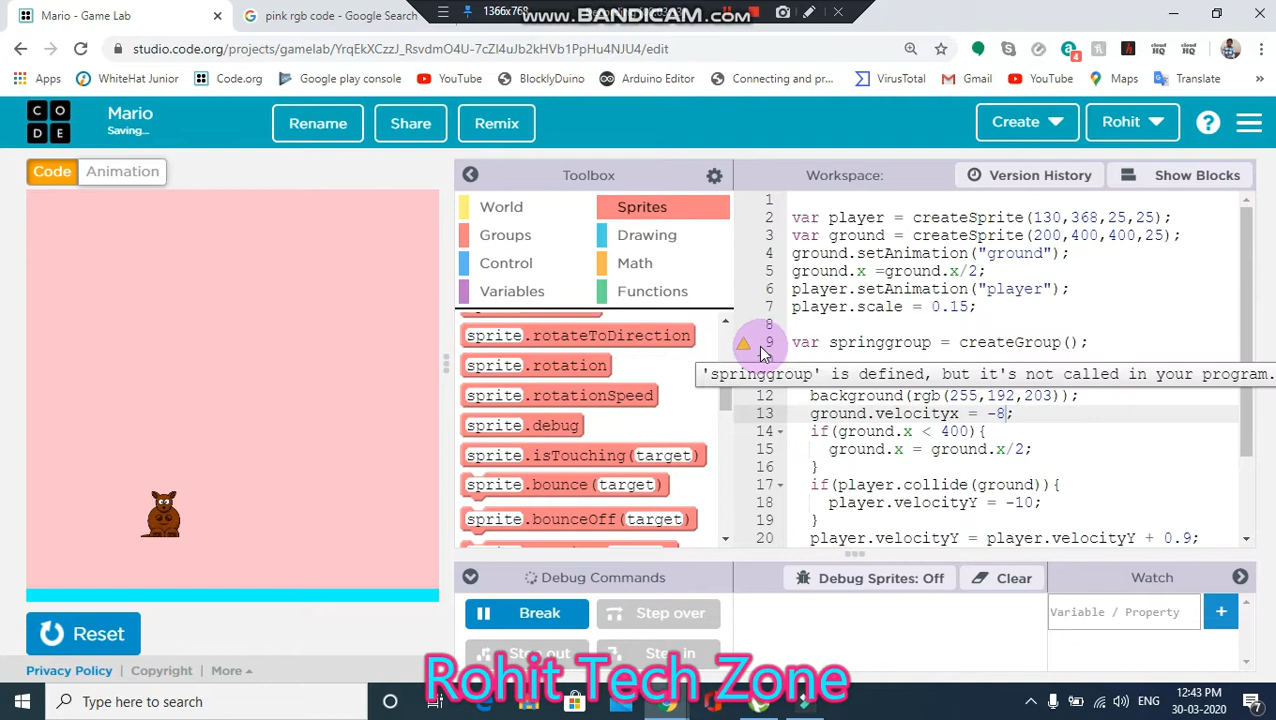 Mario - Game Lab
pink rgb code - Google Search
1366x768
www.BANDICAM.com
studio.code.org/projects/gamelab/YrqEkXCzzJ_RsvdmO4U-7cZl4uJb2kHVb1PpHu4NJU4/edit
Apps
WhiteHat Junior
Code.org
Google play console
YouTube
BlocklyDuino
Arduino Editor
Connecting and pr...
VirusTotal
Gmail
YouTube
Maps
Translate
CODE
Mario
Saving...
Rename
Share
Remix
Create
Rohit
Code
Animation
Toolbox
Workspace:
Version History
Show Blocks
World
Sprites
Groups
Drawing
Control
Math
Variables
Functions
sprite.rotateToDirection
sprite.rotation
sprite.rotationSpeed
sprite.debug
sprite.isTouching(target)
sprite.bounce(target)
sprite.bounceOff(target)
1
2 var player = createSprite(130,368,25,25);
3 var ground = createSprite(200,400,400,25);
4 ground.setAnimation("ground");
5 ground.x =ground.x/2;
6 player.setAnimation("player");
7 player.scale = 0.15;
8
9 var springgroup = createGroup();
'springgroup' is defined, but it's not called in your program.
12 background(rgb(255,192,203));
13 ground.velocityx = -8;
14 if(ground.x < 400){
15 ground.x = ground.x/2;
16 }
17 if(player.collide(ground)){
18 player.velocityY = -10;
19 }
20 player.velocityY = player.velocityY + 0.9;
Debug Commands
Debug Sprites: Off
Clear
Watch
Break
Step over
Step out
Step in
Variable / Property
Reset
Privacy Policy
Copyright
More
Rohit Tech Zone
Type here to search
ENG
12:43 PM
30-03-2020